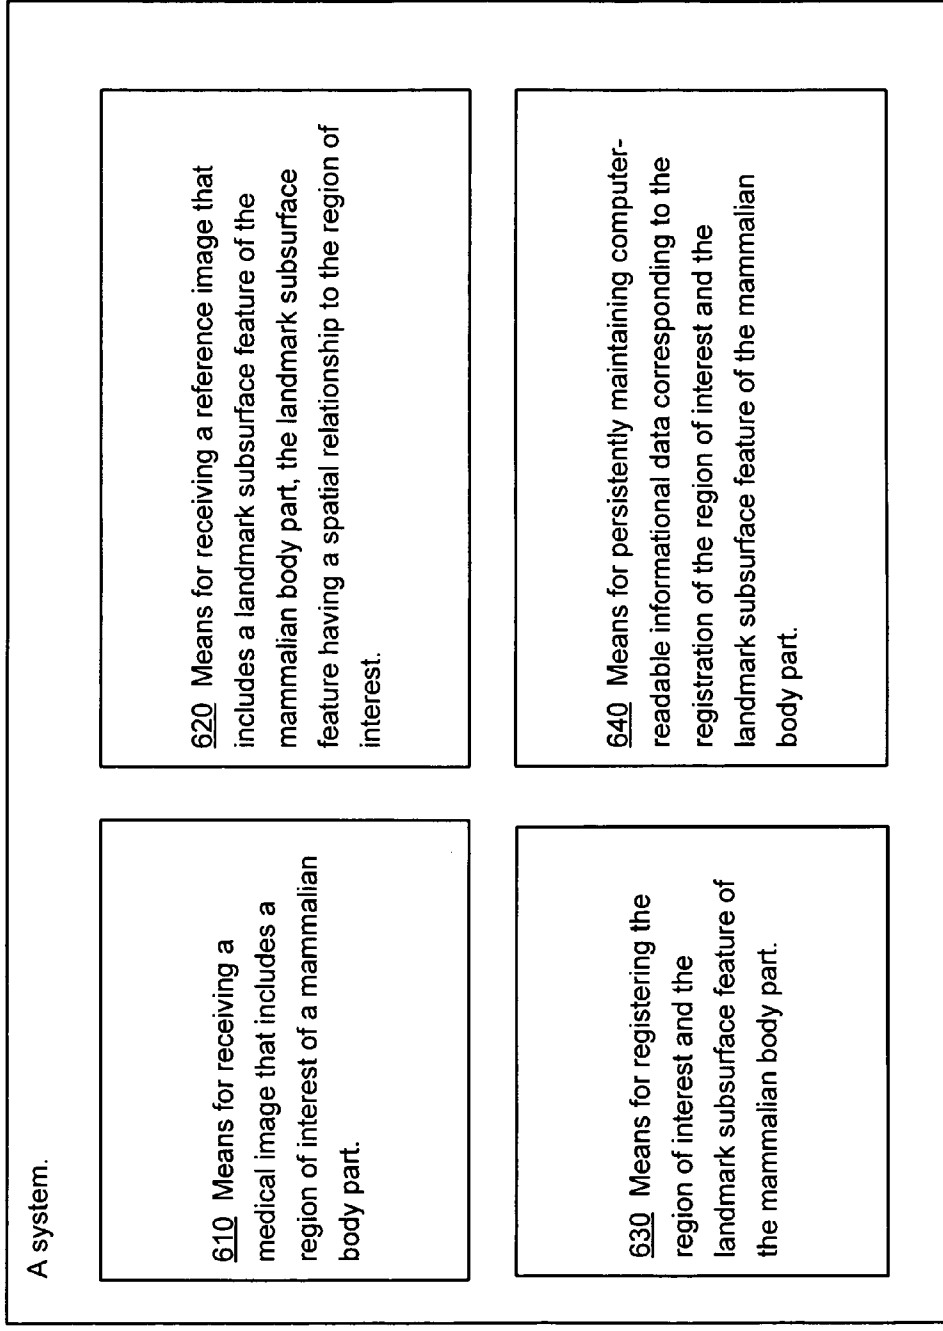 A system.
610 Means for receiving a
medical image that includes a
region of interest of a mammalian
body part.
620 Means for receiving a reference image that
includes a landmark subsurface feature of the
mammalian body part, the landmark subsurface
feature having a spatial relationship to the region of
interest.
630 Means for registering the
region of interest and the
landmark subsurface feature of
the mammalian body part.
640 Means for persistently maintaining computer-
readable informational data corresponding to the
registration of the region of interest and the
landmark subsurface feature of the mammalian
body part.